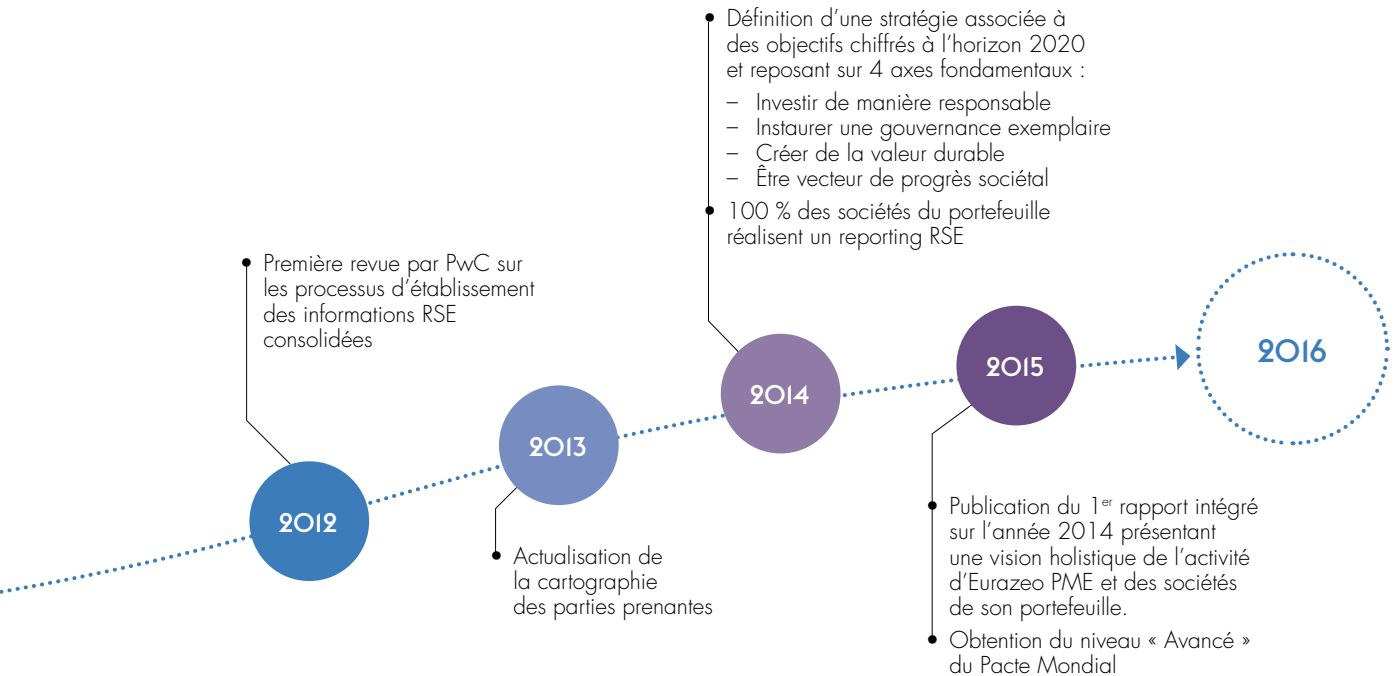 Définition d'une stratégie associée à
des objectifs chiffrés à l'horizon 2020
et reposant sur 4 axes fondamentaux :
– Investir de manière responsable
– Instaurer une gouvernance exemplaire
– Créer de la valeur durable
– Être vecteur de progrès sociétal
100 % des sociétés du portefeuille
réalisent un reporting RSE
Première revue par PwC sur
les processus d'établissement
des informations RSE
consolidées
2012
2013
2014
2015
2016
Actualisation de
la cartographie
des parties prenantes
Publication du 1er rapport intégré
sur l'année 2014 présentant
une vision holistique de l'activité
d'Eurazeo PME et des sociétés
de son portefeuille.
Obtention du niveau « Avancé »
du Pacte Mondial